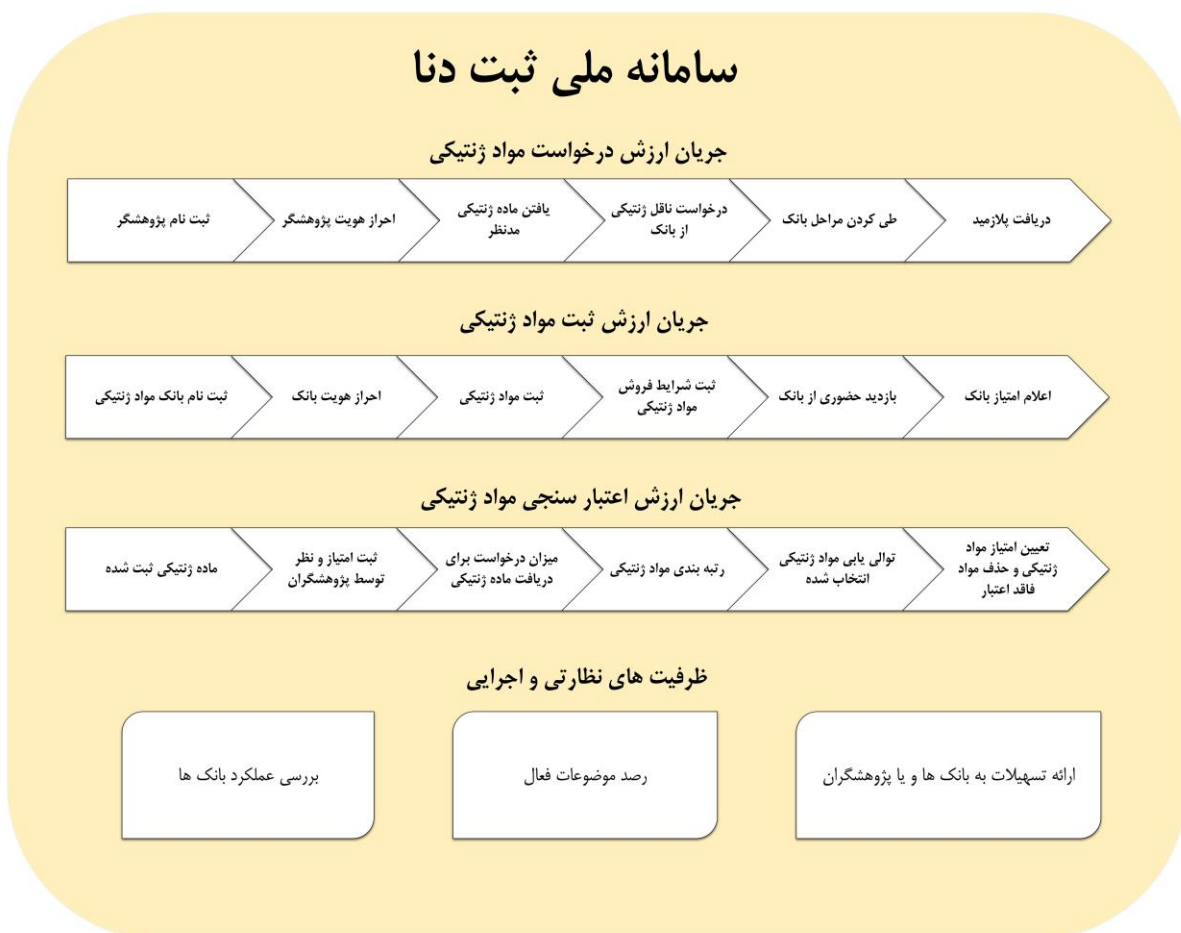 سامانه ملی ثبت دنا
جریان ارزش درخواست مواد ژنتیکی
ثبت نام پژوهشگر
احراز هویت پژوهشگر
یافتن ماده ژنتیکی
مدنظر
درخواست ناقل ژنتیکی
از بانک
طی کردن مراحل بانک
دریافت پلازمید
جریان ارزش ثبت مواد ژنتیکی
ثبت نام بانک مواد ژنتیکی
احراز هویت بانک
ثبت مواد ژنتیکی
ثبت شرایط فروش
مواد ژنتیکی
بازدید حضوری از بانک
اعلام امتیاز بانک
جریان ارزش اعتبار سنجی مواد ژنتیکی
ماده ژنتیکی ثبت شده
ثبت امتیاز و نظر
توسط پژوهشگران
میزان درخواست برای
دریافت ماده ژنتیکی
رتبه بندی مواد ژنتیکی
توالی یابی مواد ژنتیکی
انتخاب شده
تعیین امتیاز مواد
ژنتیکی و حذف مواد
فاقد اعتبار
ظرفیت های نظارتی و اجرایی
بررسی عملکرد بانک ها
رصد موضوعات فعال
ارائه تسهیلات به بانک ها و یا پژوهشگران